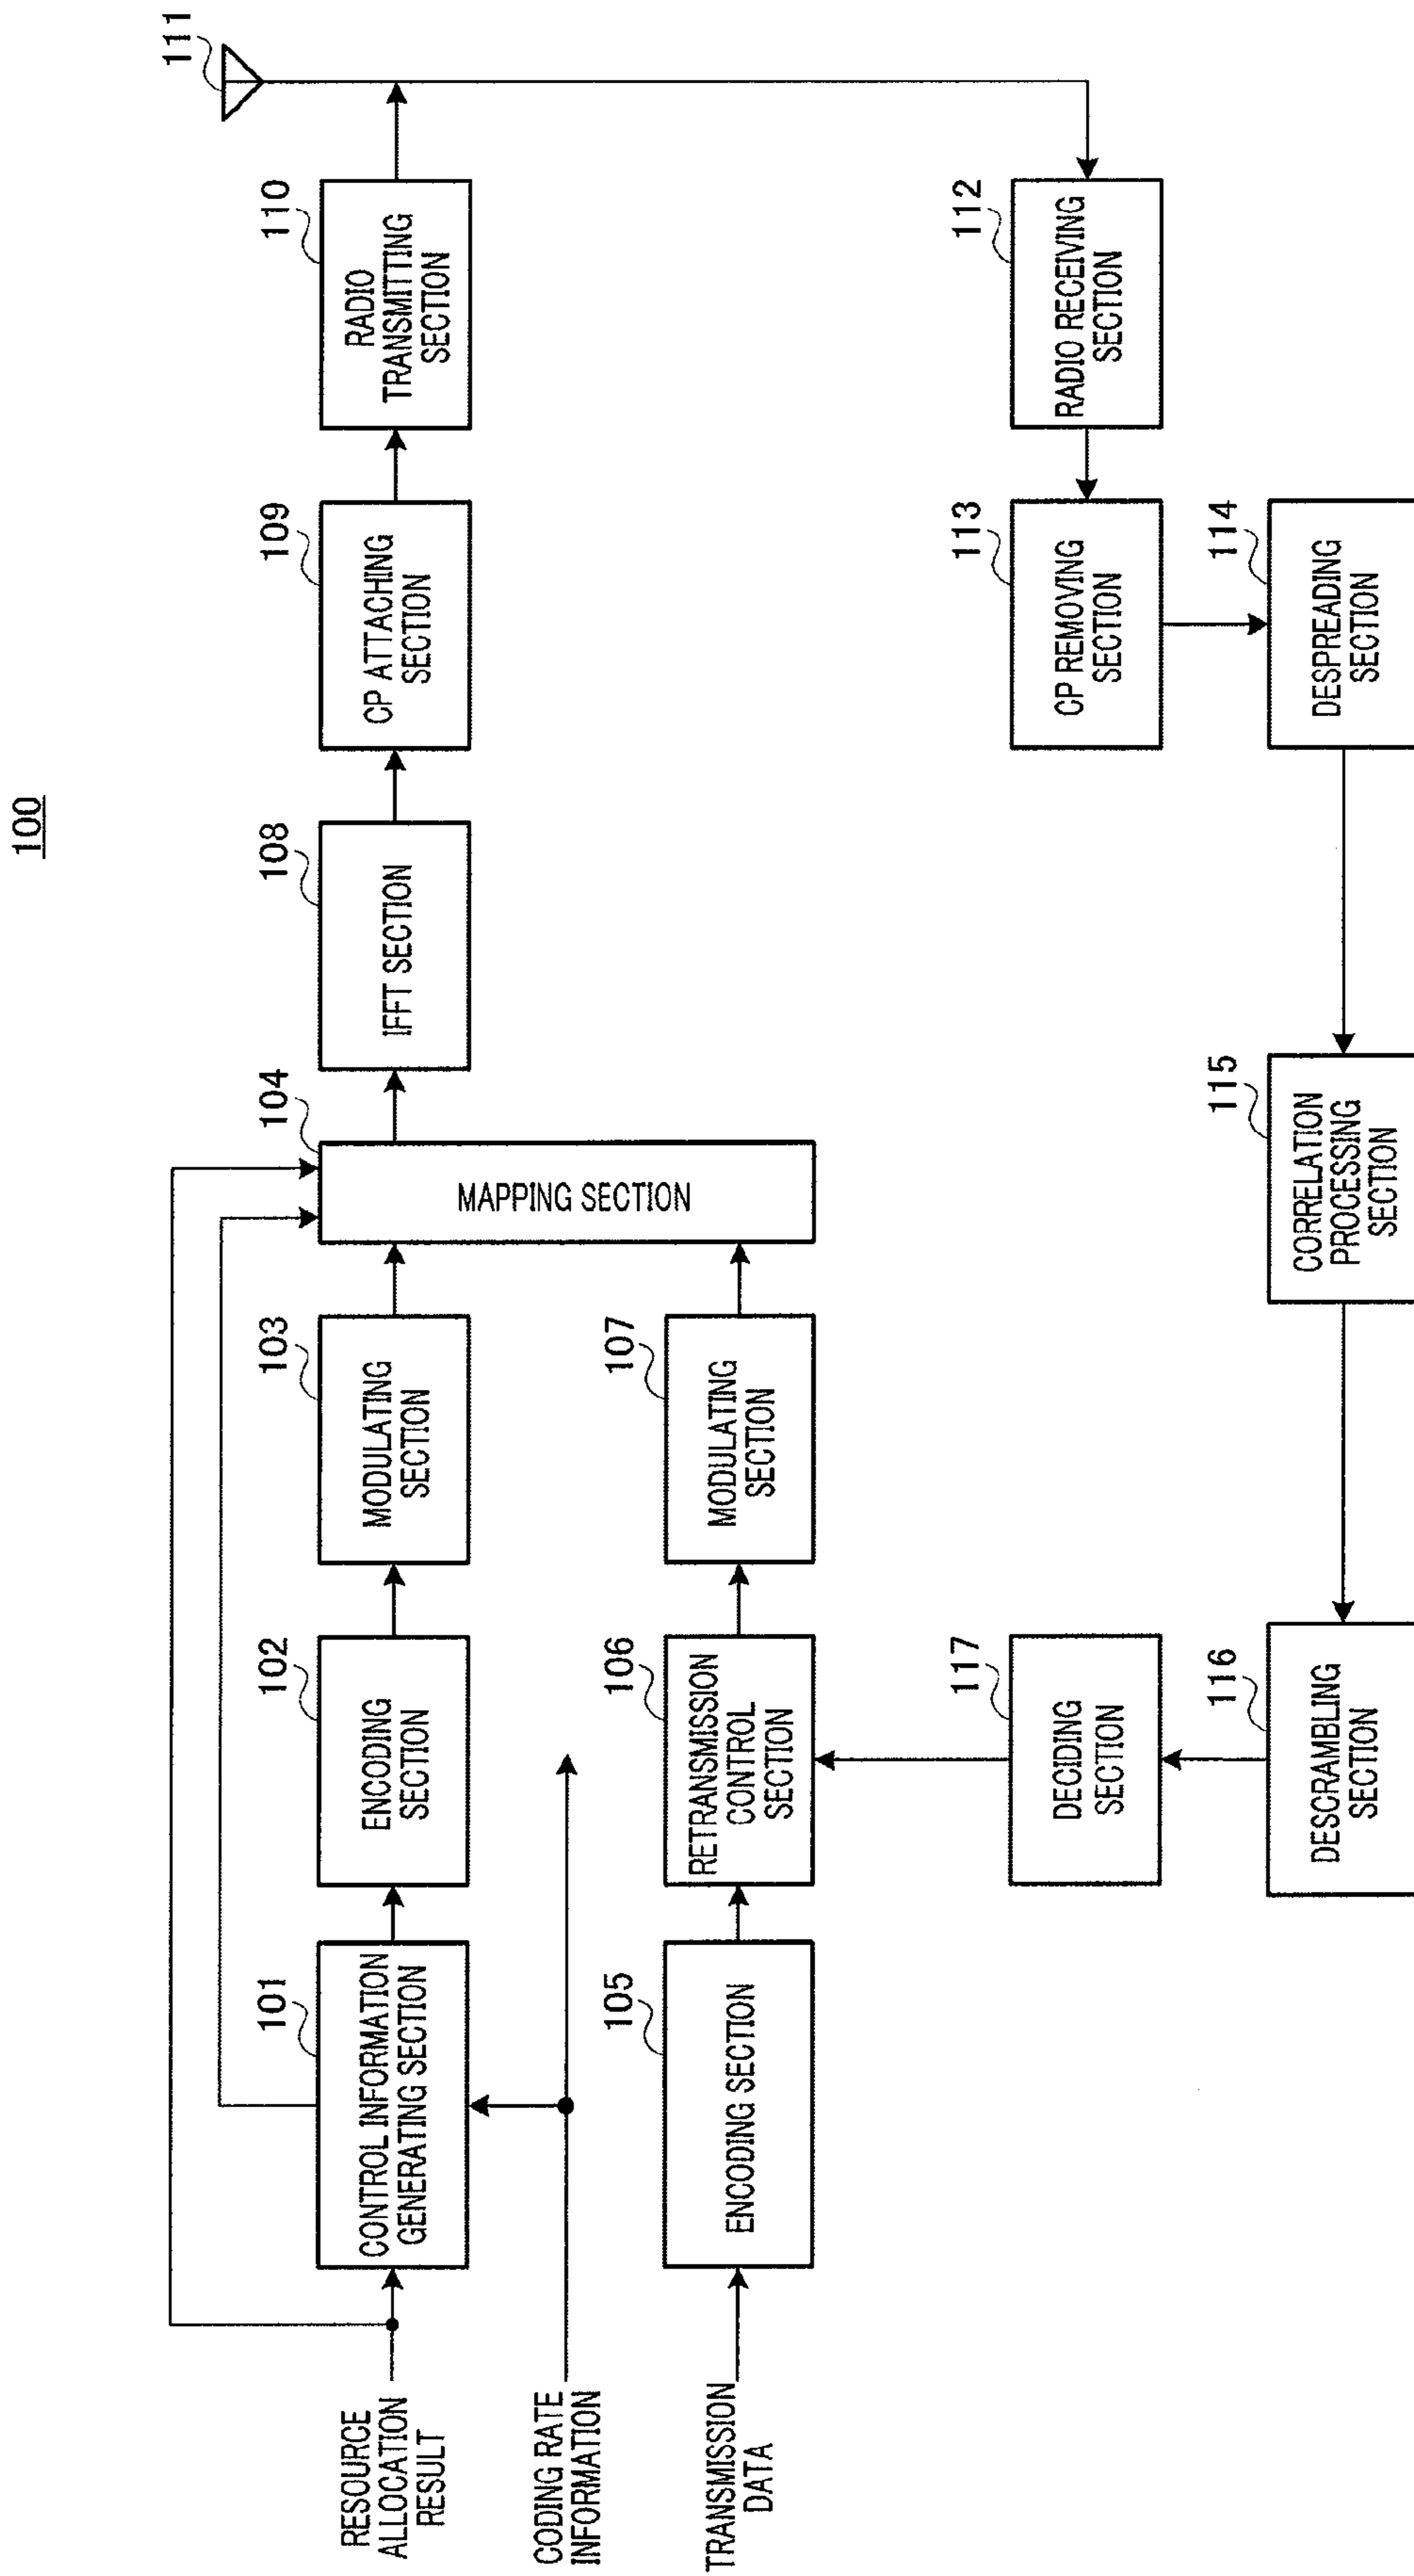 100
111
110
RADIO
TRANSMITTING
SECTION
109
CP ATTACHING
SECTION
108
IFFT SECTION
104
MAPPING SECTION
103
MODULATING
SECTION
102
ENCODING
SECTION
101
CONTROL INFORMATION
GENERATING SECTION
RESOURCE
ALLOCATION
RESULT
CODING RATE
INFORMATION
TRANSMISSION
DATA
105
ENCODING SECTION
106
RETRANSMISSION
CONTROL
SECTION
107
MODULATING
SECTION
112
RADIO RECEIVING
SECTION
113
CP REMOVING
SECTION
114
DESPREADING
SECTION
115
CORRELATION
PROCESSING
SECTION
116
DESCRAMBLING
SECTION
117
DECIDING
SECTION